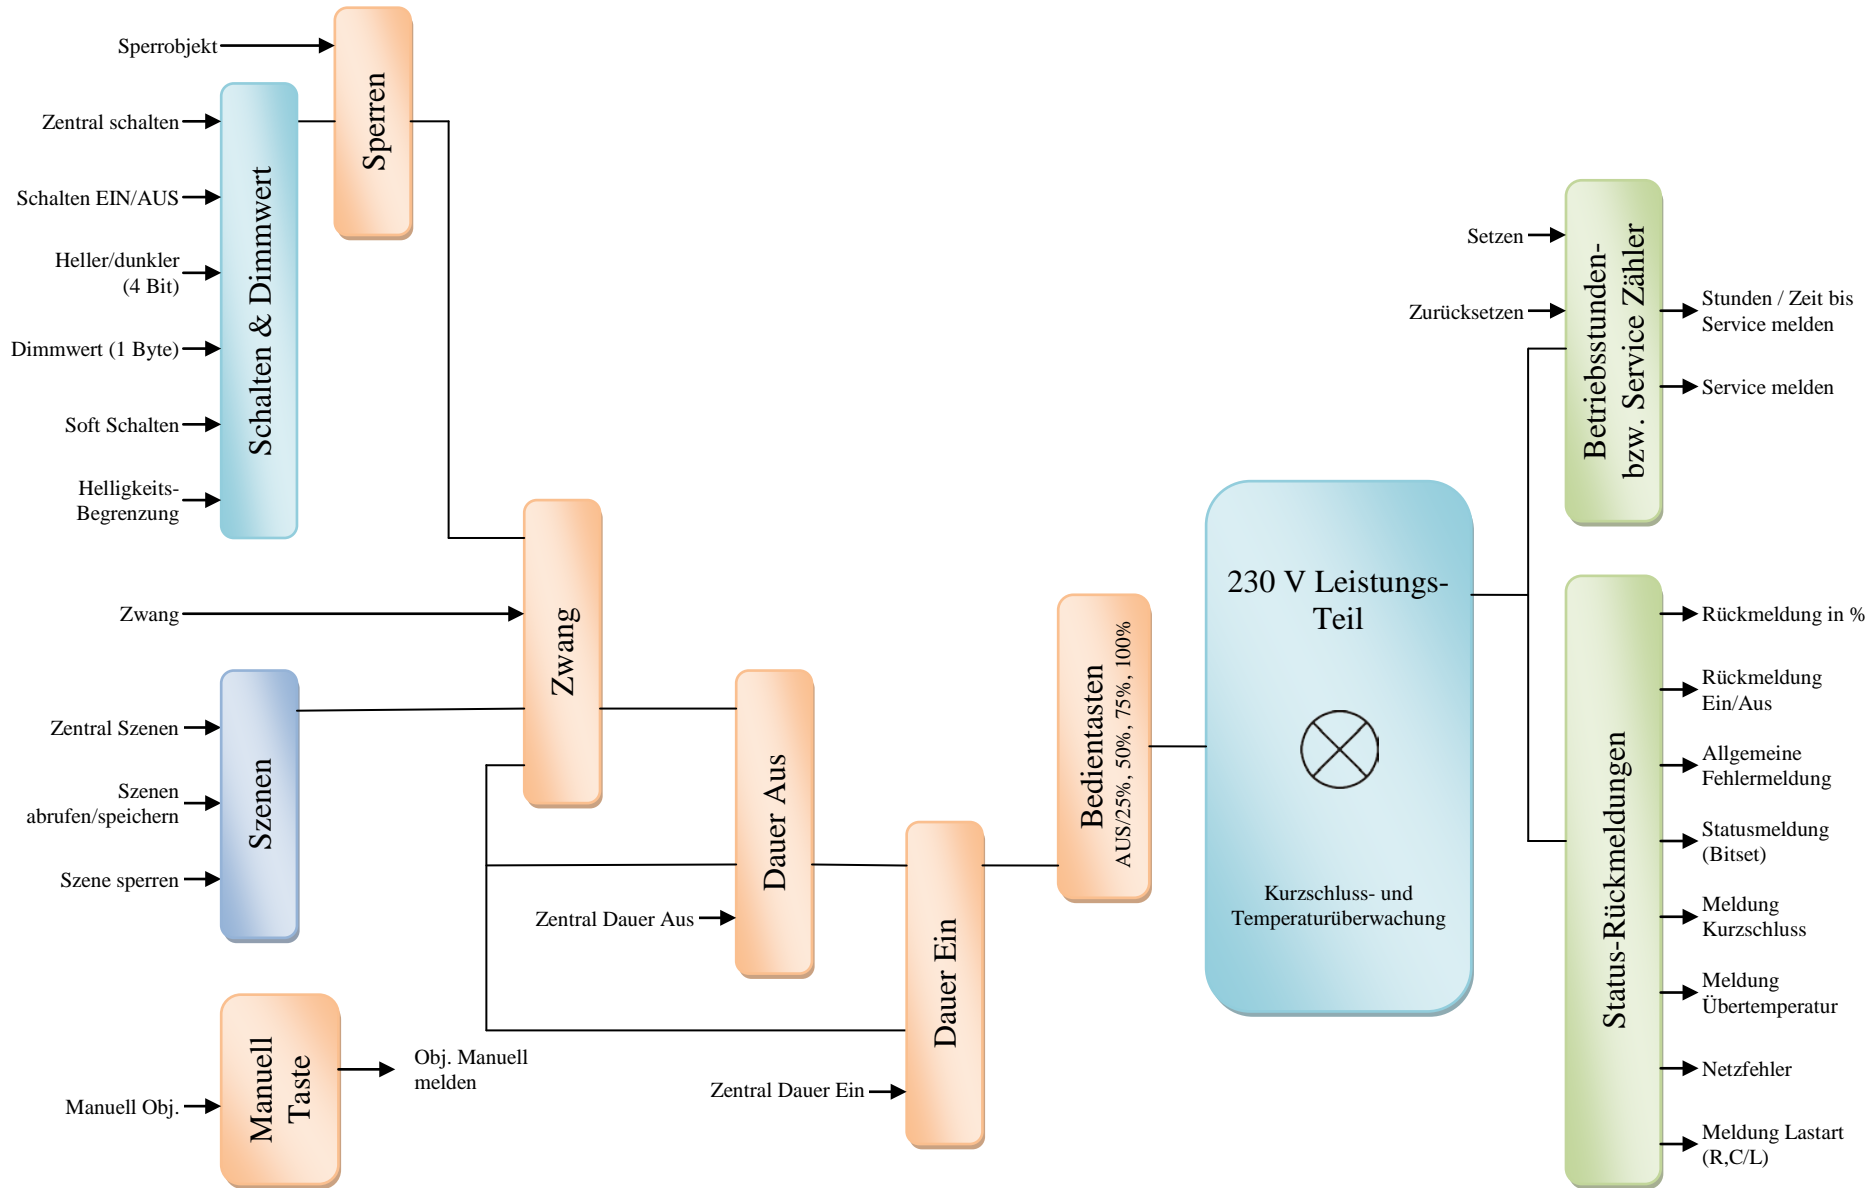 Sperrobjekt
Sperren
Zentral schalten
Schalten EIN/AUS
Heller/dunkler
(4 Bit)
Dimmwert (1 Byte)
Soft Schalten
Helligkeits-
Begrenzung
Schalten & Dimmwert
Zwang
Zwang
Zentral Szenen
Szenen
abrufen/speichern
Szene sperren
Szenen
Manuell Obj.
Manuell
Taste
Obj. Manuell
melden
Zentral Dauer Aus
Dauer Aus
Zentral Dauer Ein
Dauer Ein
Bedientasten
AUS/25%, 50%, 75%, 100%
230 V Leistungs-
Teil
Kurzschluss- und
Temperaturüberwachung
Setzen
Zurücksetzen
Betriebsstunden-
bzw. Service Zähler
Stunden / Zeit bis
Service melden
Service melden
Status-Rückmeldungen
Rückmeldung in %
Rückmeldung
Ein/Aus
Allgemeine
Fehlermeldung
Statusmeldung
(Bitset)
Meldung
Kurzschluss
Meldung
Übertemperatur
Netzfehler
Meldung Lastart
(R,C/L)